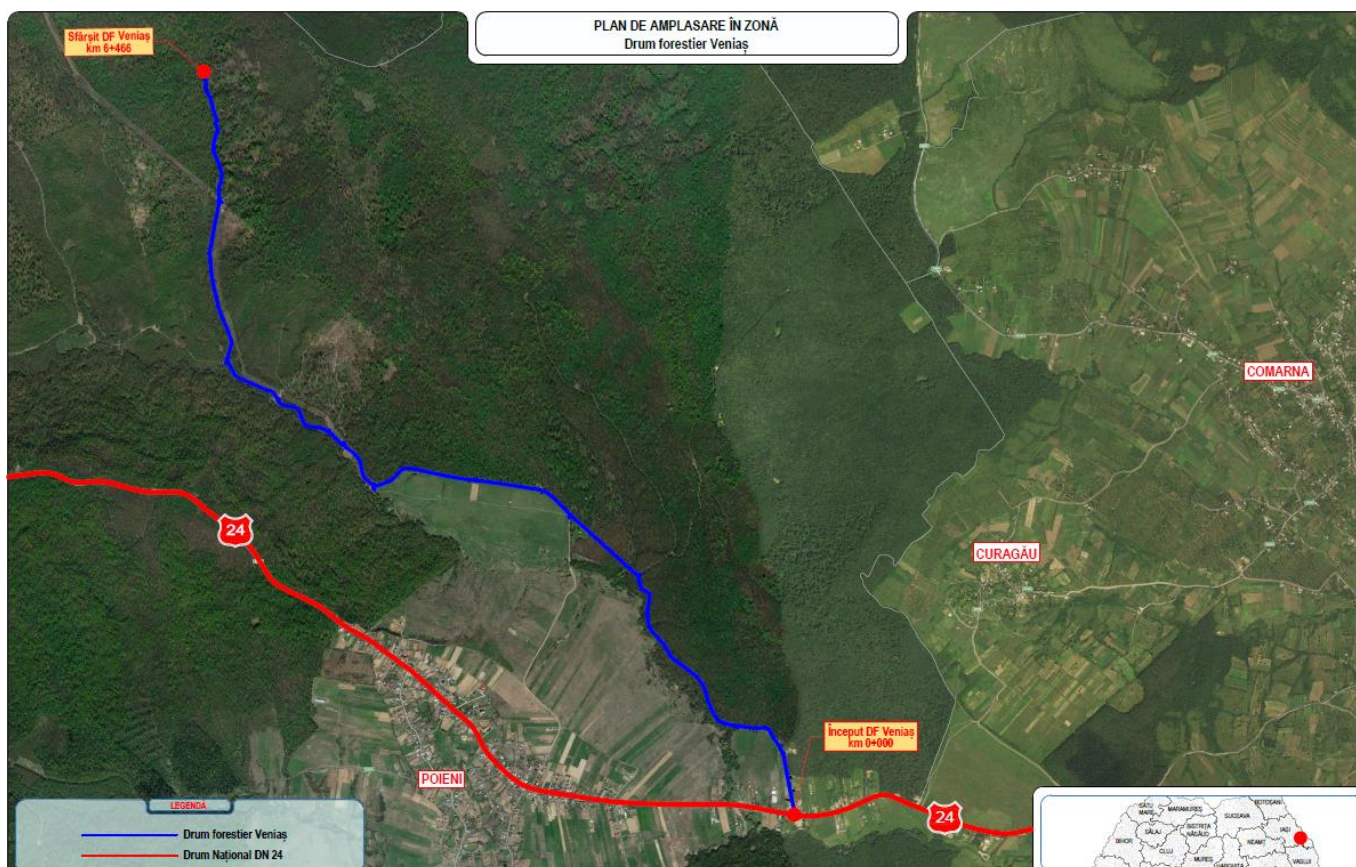 PLAN DE AMPLASARE ÎN ZONĂ
Drum forestier Veniaș
Sfârșit DF Veniaș
km 6+466
COMARNA
24
CURAGĂU
Început DF Veniaș
km 0+000
POIENI
24
LEGENDĂ
Drum forestier Veniaș
Drum Național DN 24
SATU
MARE
MARAMUREȘ
BOTOȘANI
SUCEAVA
IAȘI
SĂLAJ
BISTRIȚA
NĂSĂUD
BIHOR
NEAMȚ
CLUJ
MUREȘ
HARGHITA
VASLUI